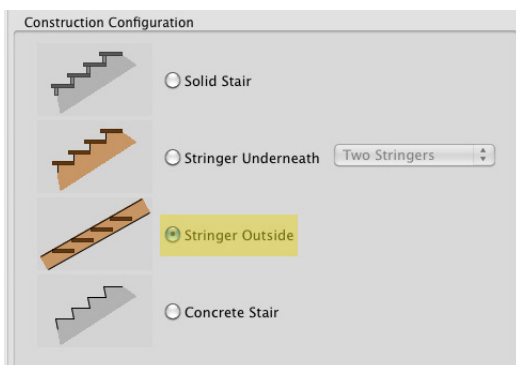 Construction Configuration
Solid Stair
Stringer Underneath Two Stringers
Stringer Outside
Concrete Stair